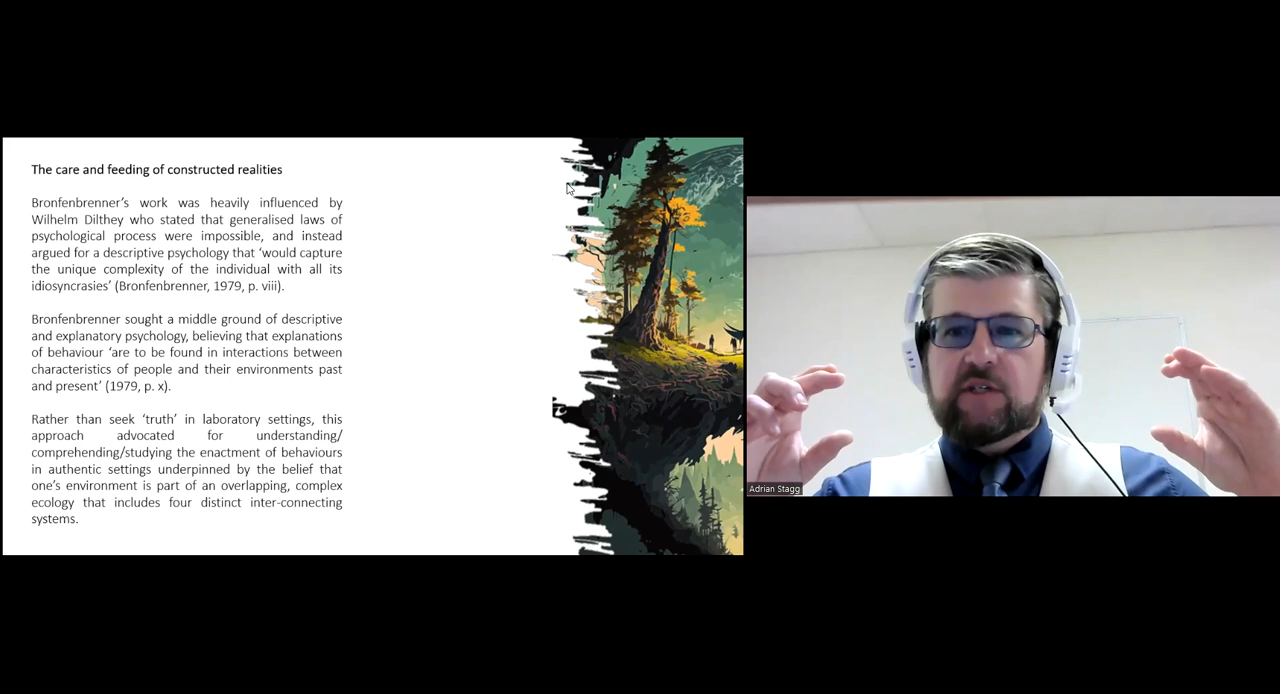 The care and feeding of constructed realities
Bronfenbrenner's work was heavily influenced by
Wilhelm Dilthey who stated that generalised laws of
psychological process were impossible, and instead
argued for a descriptive psychology that 'would capture
the unique complexity of the individual with all its
idiosyncrasies' (Bronfenbrenner, 1979, p. viii).
Bronfenbrenner sought a middle ground of descriptive
and explanatory psychology, believing that explanations
of behaviour 'are to be found in interactions between
characteristics of people and their environments past
and present' (1979, p. x).
Rather than seek 'truth' in laboratory settings, this
approach advocated for understanding/
comprehending/studying the enactment of behaviours
in authentic settings underpinned by the belief that
one's environment is part of an overlapping, complex
ecology that includes four distinct inter-connecting
systems.
Adrian Stagg